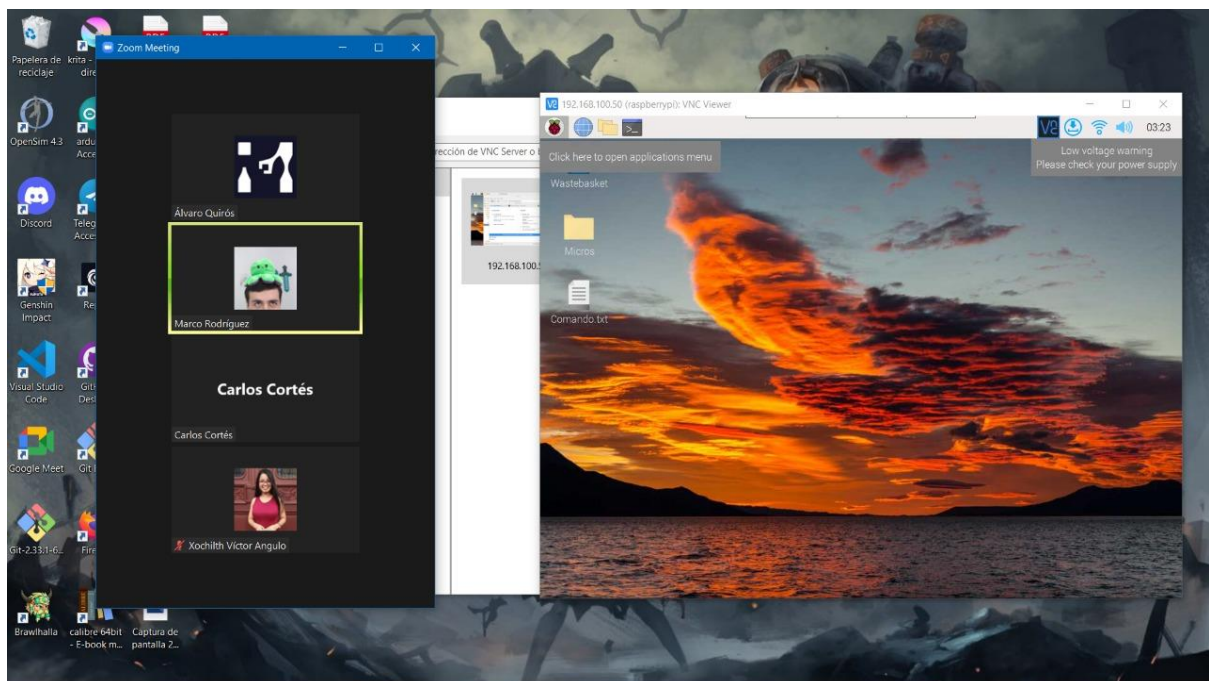 Papelera de
reciclaje
krita -
dire
OpenSim 4.3
ardu
Acce
Discord
Teleg
Acce
Genshin
Impact
Re
Visual Studio
Code
Git
Des
Google Meet
Git
Git-2.33.1-6...
Fire
Brawlhalla
calibre 64bit
- E-book m...
Captura de
pantalla 2...
Zoom Meeting
Álvaro Quirós
Marco Rodríguez
Carlos Cortés
Carlos Cortés
Xochilth Víctor Angulo
rección de VNC Server o
192.168.100.5
192.168.100.50 (raspberrypi): VNC Viewer
03:23
Click here to open applications menu
Low voltage warning
Please check your power supply
Wastebasket
Micros
Comando.txt